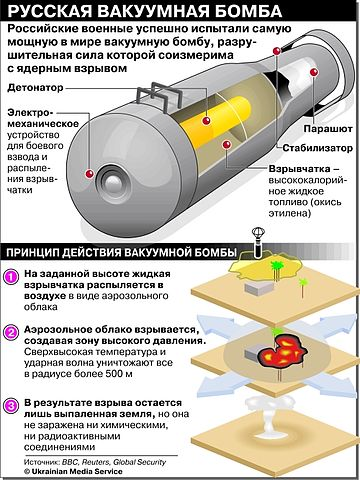 РУССКАЯ ВАКУУМНАЯ БОМБА
Российские военные успешно испытали самую
мощную в мире вакуумную бомбу, разру-
шительная сила которой соизмерима
с ядерным взрывом
Детонатор
Электро-
механическое
устройство
для боевого
взвода и
распыле-
ния взрыв-
чатки
Парашют
Стабилизатор
Взрывчатка –
высококалорий-
ное жидкое
топливо (окись
этилена)
ПРИНЦИП ДЕЙСТВИЯ ВАКУУМНОЙ БОМБЫ
1 На заданной высоте жидкая
взрывчатка распыляется в
воздухе в виде аэрозольного
облака
2 Аэрозольное облако взрывается,
создавая зону высокого давления.
Сверхвысокая температура и
ударная волна уничтожают все
в радиусе более 500 м
3 В результате взрыва остается
лишь выпаленная земля, но она
не заражена ни химическими,
ни радиоактивными
соединениями
Источник: BBC, Reuters, Global Security
© Ukrainian Media Service